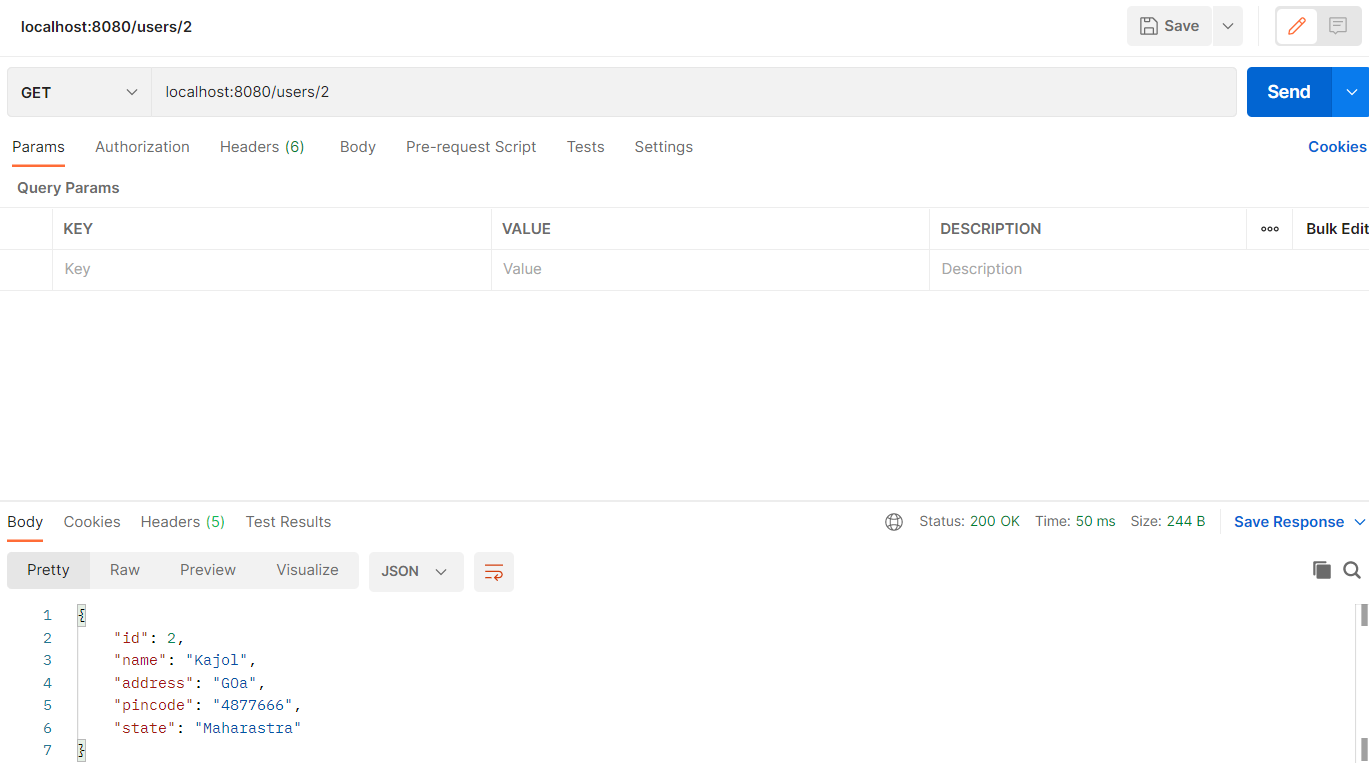 localhost:8080/users/2
Save
GET
localhost:8080/users/2
Send
Params Authorization Headers (6) Body Pre-request Script Tests Settings Cookies
Query Params
KEY VALUE DESCRIPTION Bulk Edit
Key Value Description
Body Cookies Headers (5) Test Results Status: 200 OK Time: 50 ms Size: 244 B Save Response
Pretty Raw Preview Visualize JSON
1 {
2 "id": 2,
3 "name": "Kajol",
4 "address": "GOa",
5 "pincode": "4877666",
6 "state": "Maharastra"
7 }